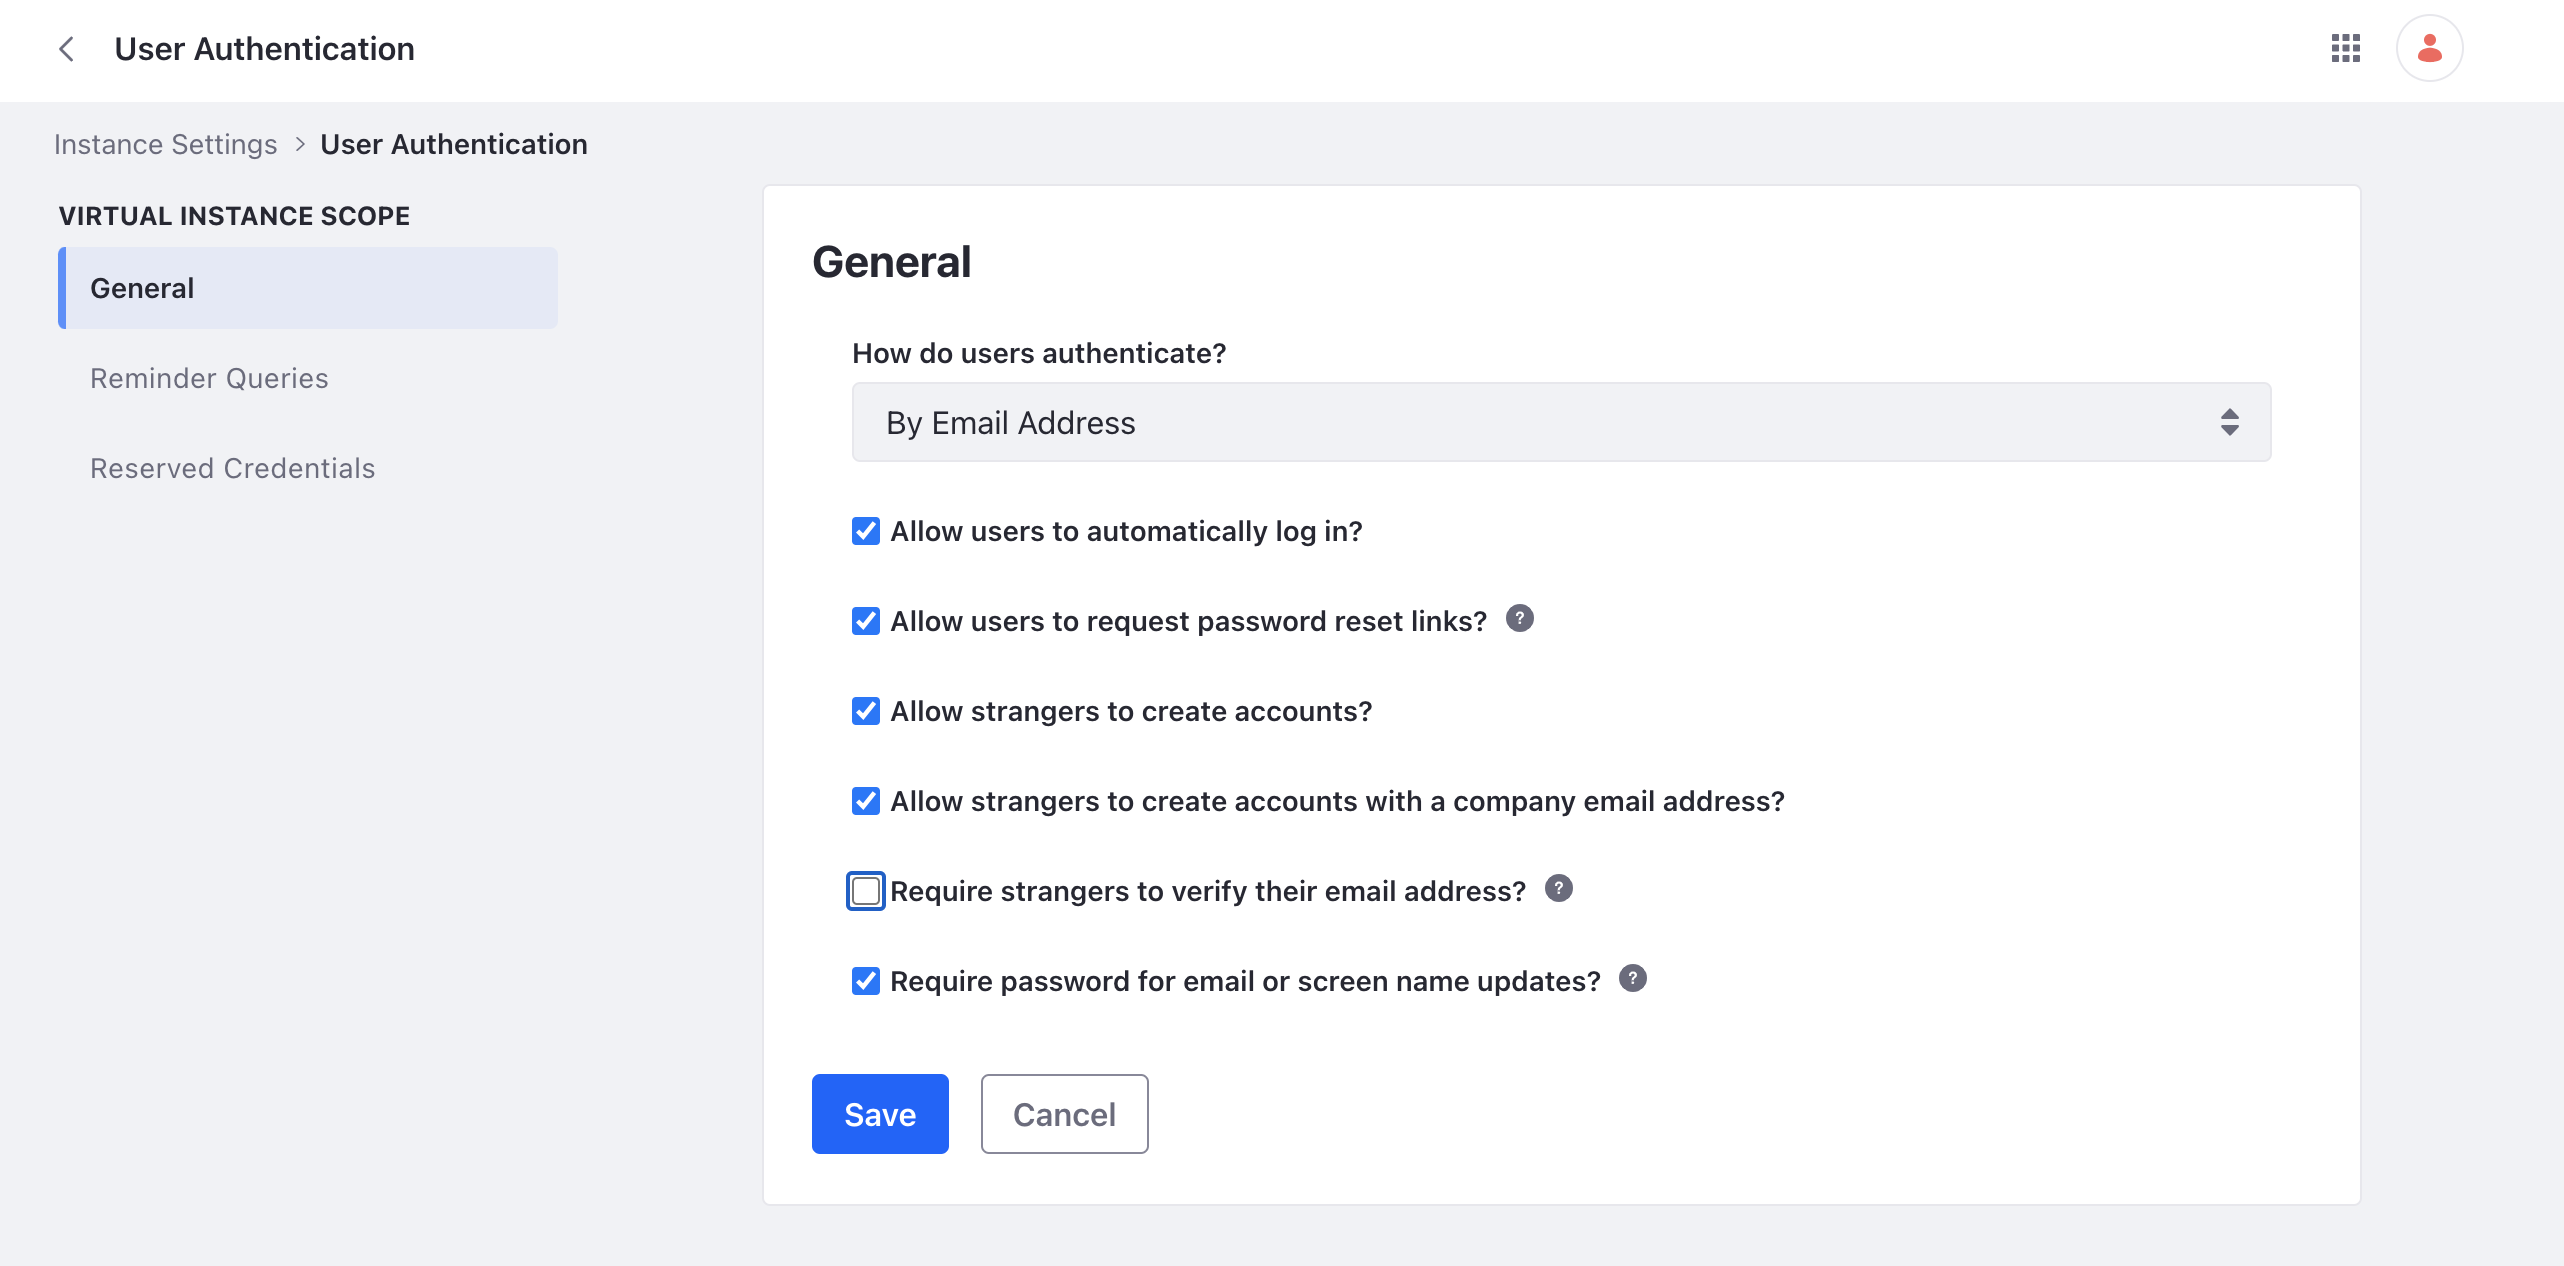 User Authentication
Instance Settings > User Authentication
VIRTUAL INSTANCE SCOPE
General
Reminder Queries
Reserved Credentials
General
How do users authenticate?
By Email Address
Allow users to automatically log in?
Allow users to request password reset links? ?
Allow strangers to create accounts?
Allow strangers to create accounts with a company email address?
Require strangers to verify their email address? ?
Require password for email or screen name updates? ?
Save Cancel